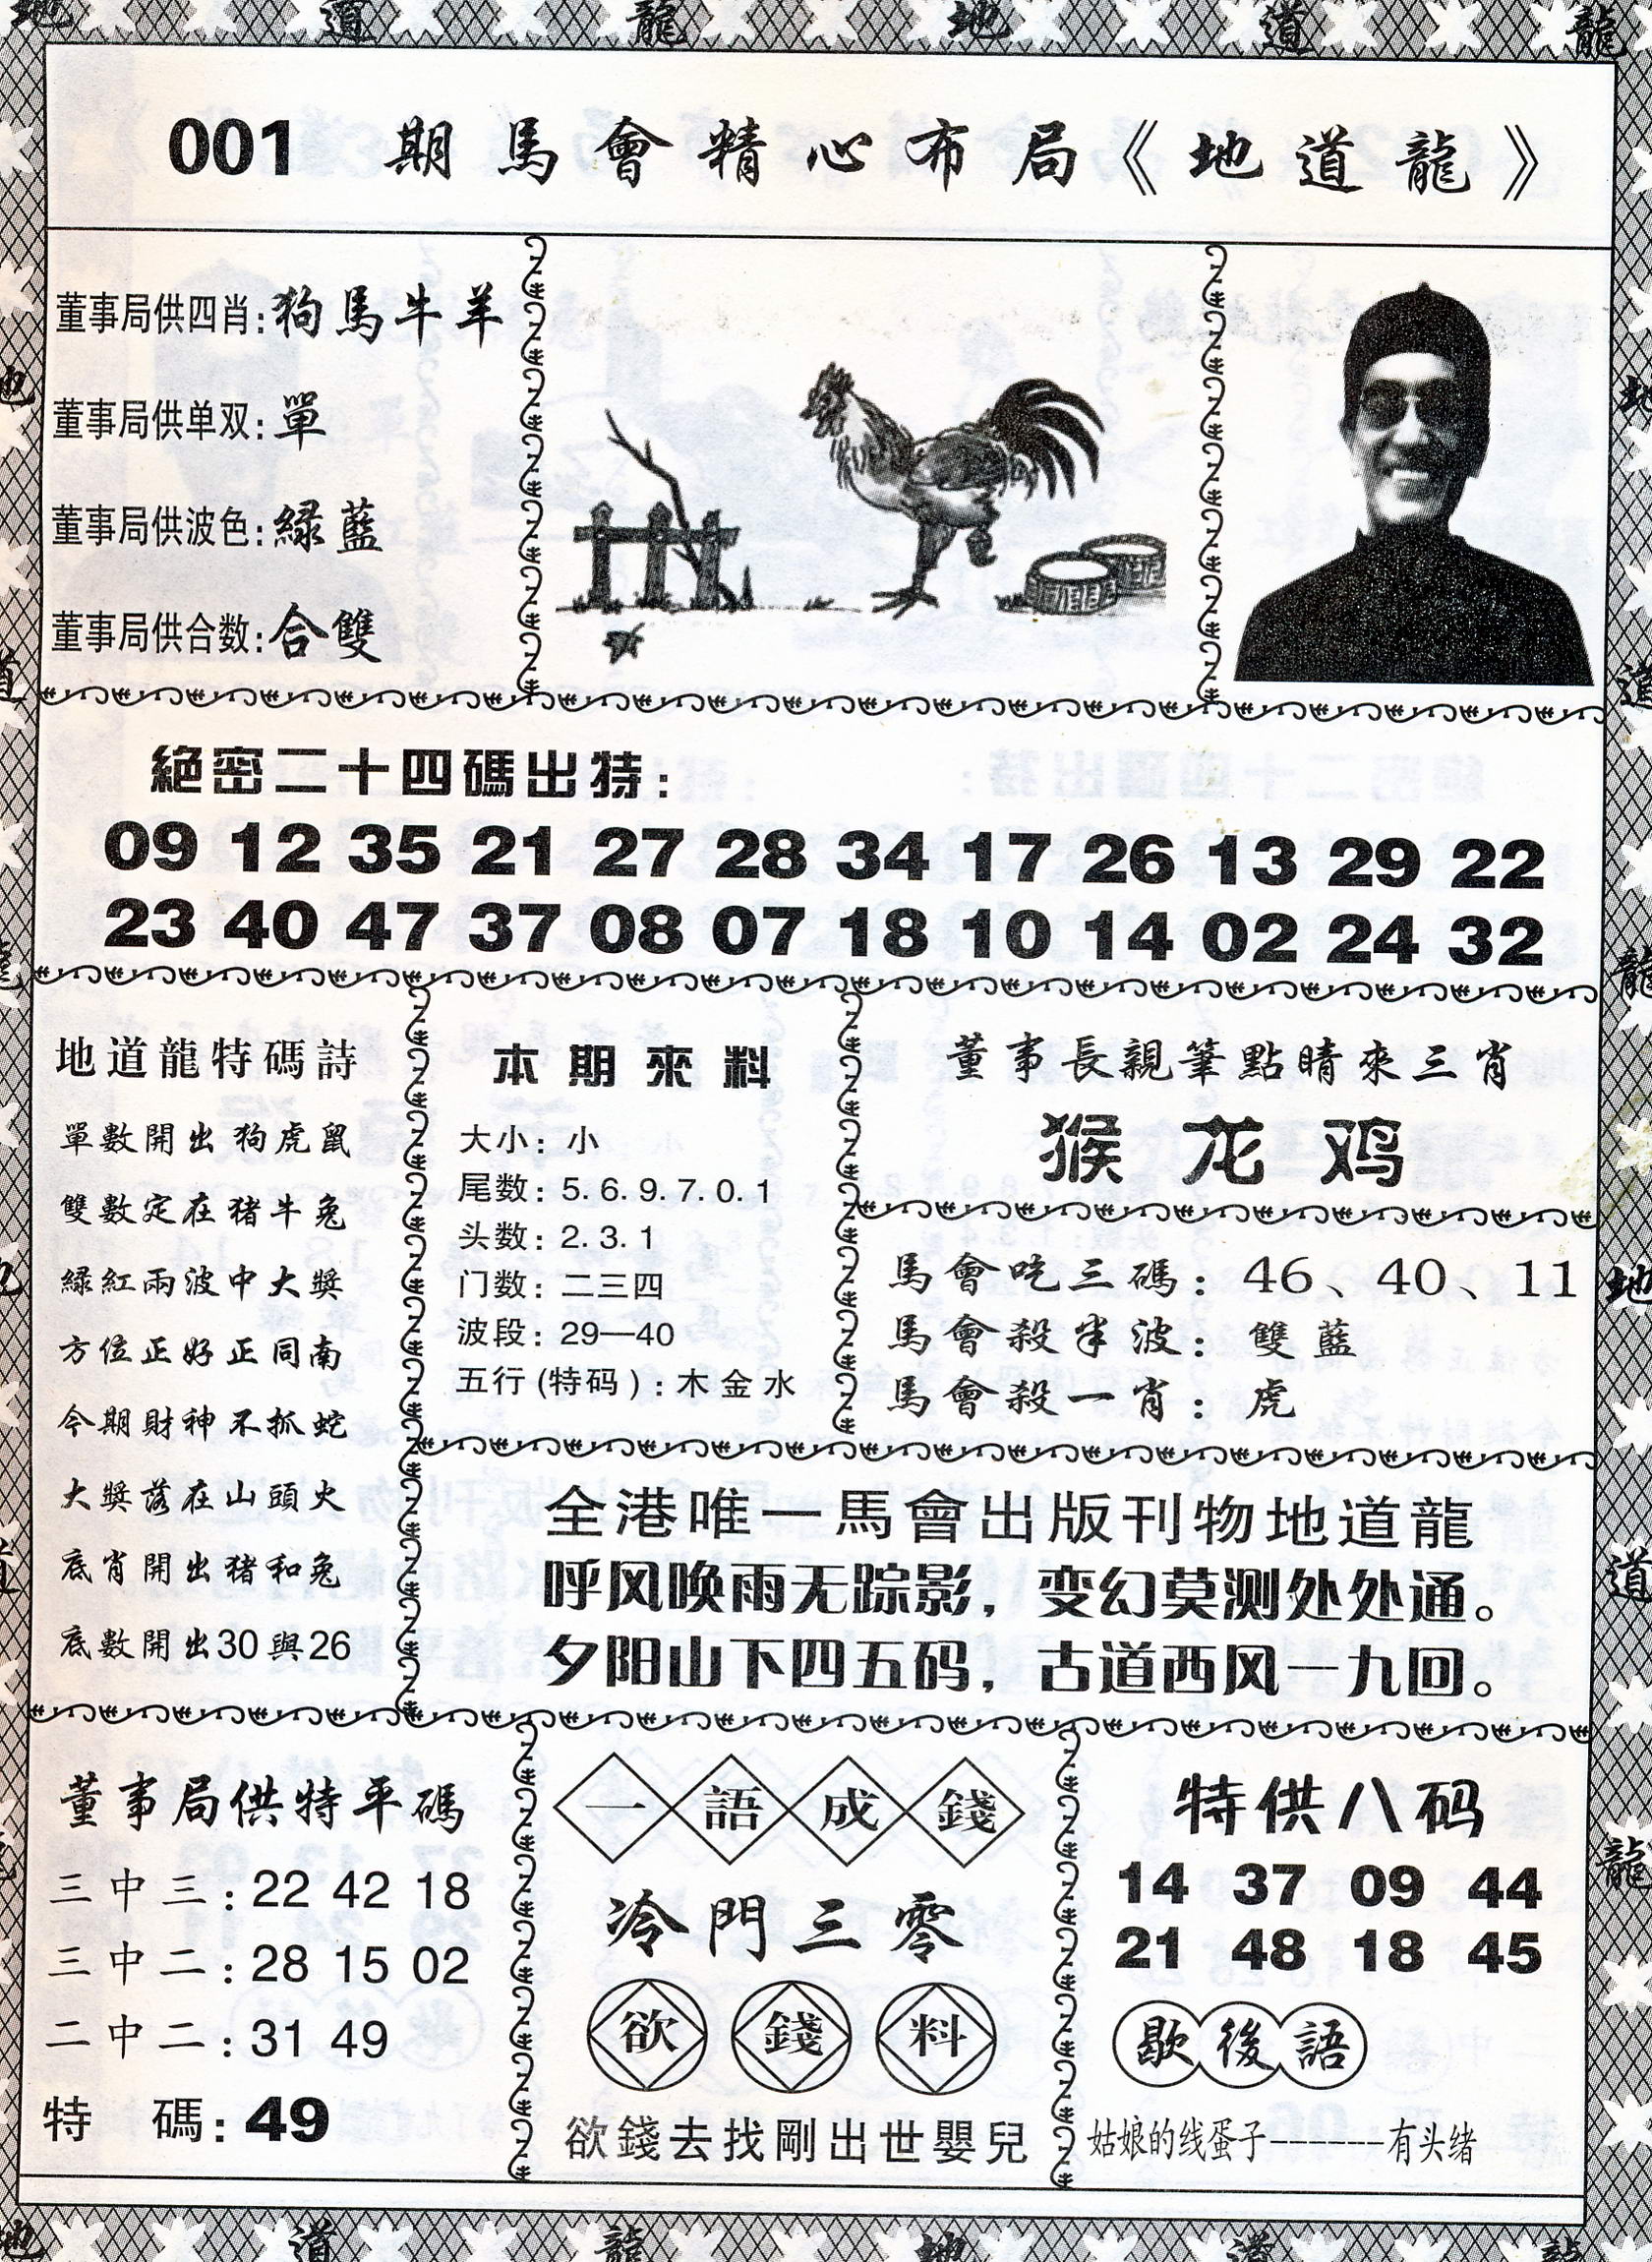 地 道 龍 地 道 龍
001 期馬會精心布局《地道龍》
董事局供四肖:狗馬牛羊
董事局供单双:單
董事局供波色:緑藍
董事局供合数:合雙
絕密二十四碼出特:
09 12 35 21 27 28 34 17 26 13 29 22
23 40 47 37 08 07 18 10 14 02 24 32
地道龍特碼詩
單數開出狗虎鼠
雙數定在猪牛兔
緑紅兩波中大獎
方位正好正同南
今期財神不抓蛇
大獎落在山頭火
底肖開出猪和兔
底數開出30與26
本期來料
大小: 小
尾数: 5.6.9.7.0.1
头数: 2.3.1
门数: 二三四
波段: 29—40
五行(特码): 木金水
董事長親筆點晴來三肖
猴 龙 鸡
馬會吃三碼: 46、40、11
馬會殺半波: 雙藍
馬會殺一肖: 虎
全港唯一馬會出版刊物地道龍
呼风唤雨无踪影，变幻莫测处处通。
夕阳山下四五码，古道西风一九回。
董事局供特平碼
三中三: 22 42 18
三中二: 28 15 02
二中二: 31 49
特 碼: 49
一語成錢
冷門三零
欲錢料
欲錢去找剛出世嬰兒
特供八码
14 37 09 44
21 48 18 45
歇後語
姑娘的线蛋子------有头绪
地 道 龍 地 道 龍